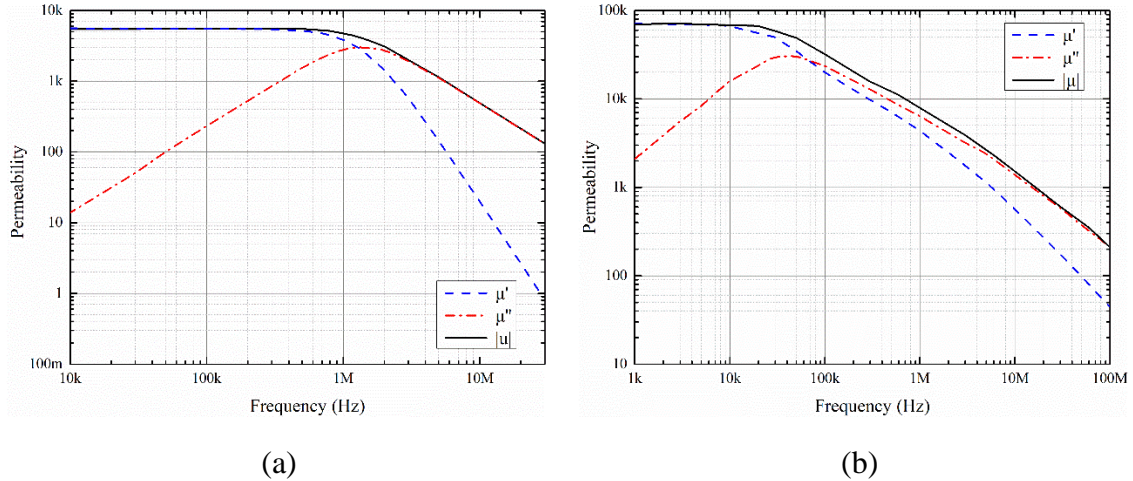 10k
1k
100
10
1
100m
Permeability
10k 100k 1M 10M
Frequency (Hz)
μ'
μ"
|u|
(a)
100k
10k
1k
100
10
Permeability
1k 10k 100k 1M 10M 100M
Frequency (Hz)
μ'
μ"
|μ|
(b)